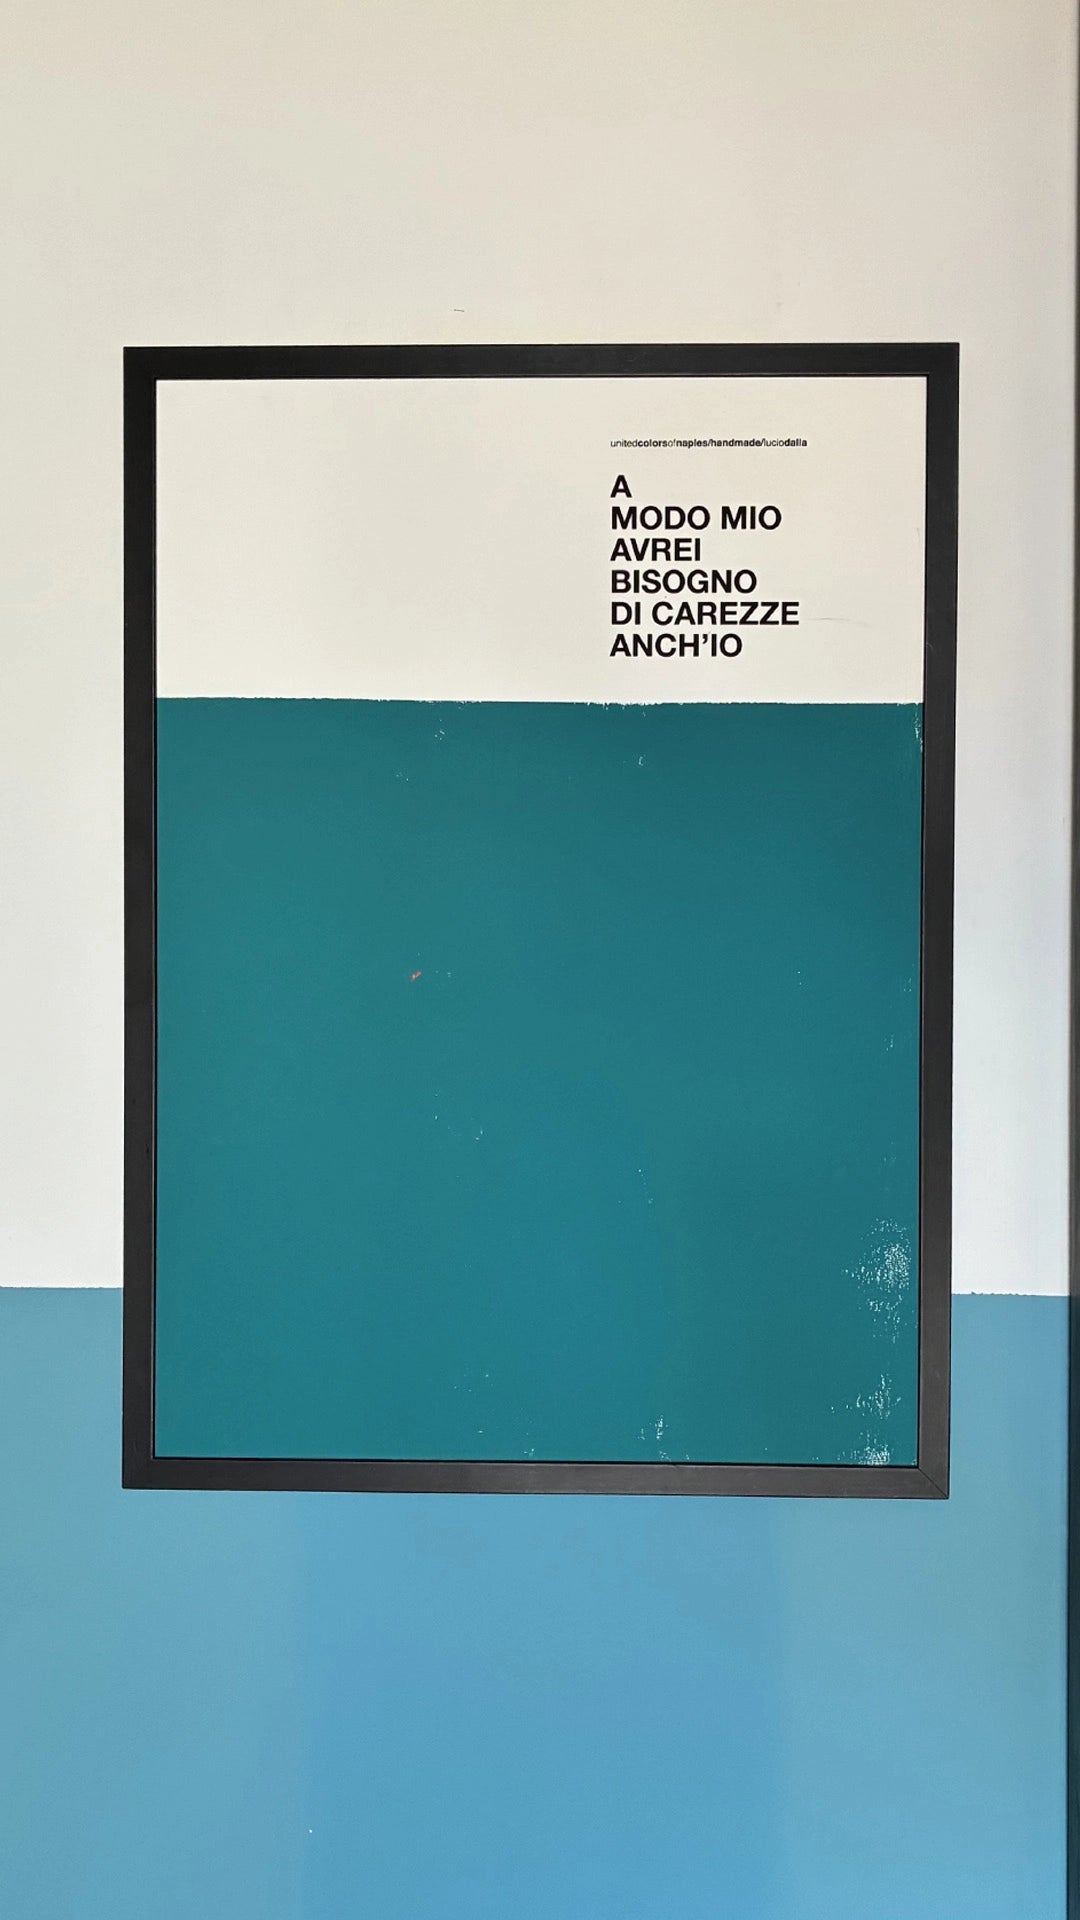 unitedcolorsofnaples/handmade/luciodalla
A
MODO MIO
AVREI
BISOGNO
DI CAREZZE
ANCH’IO